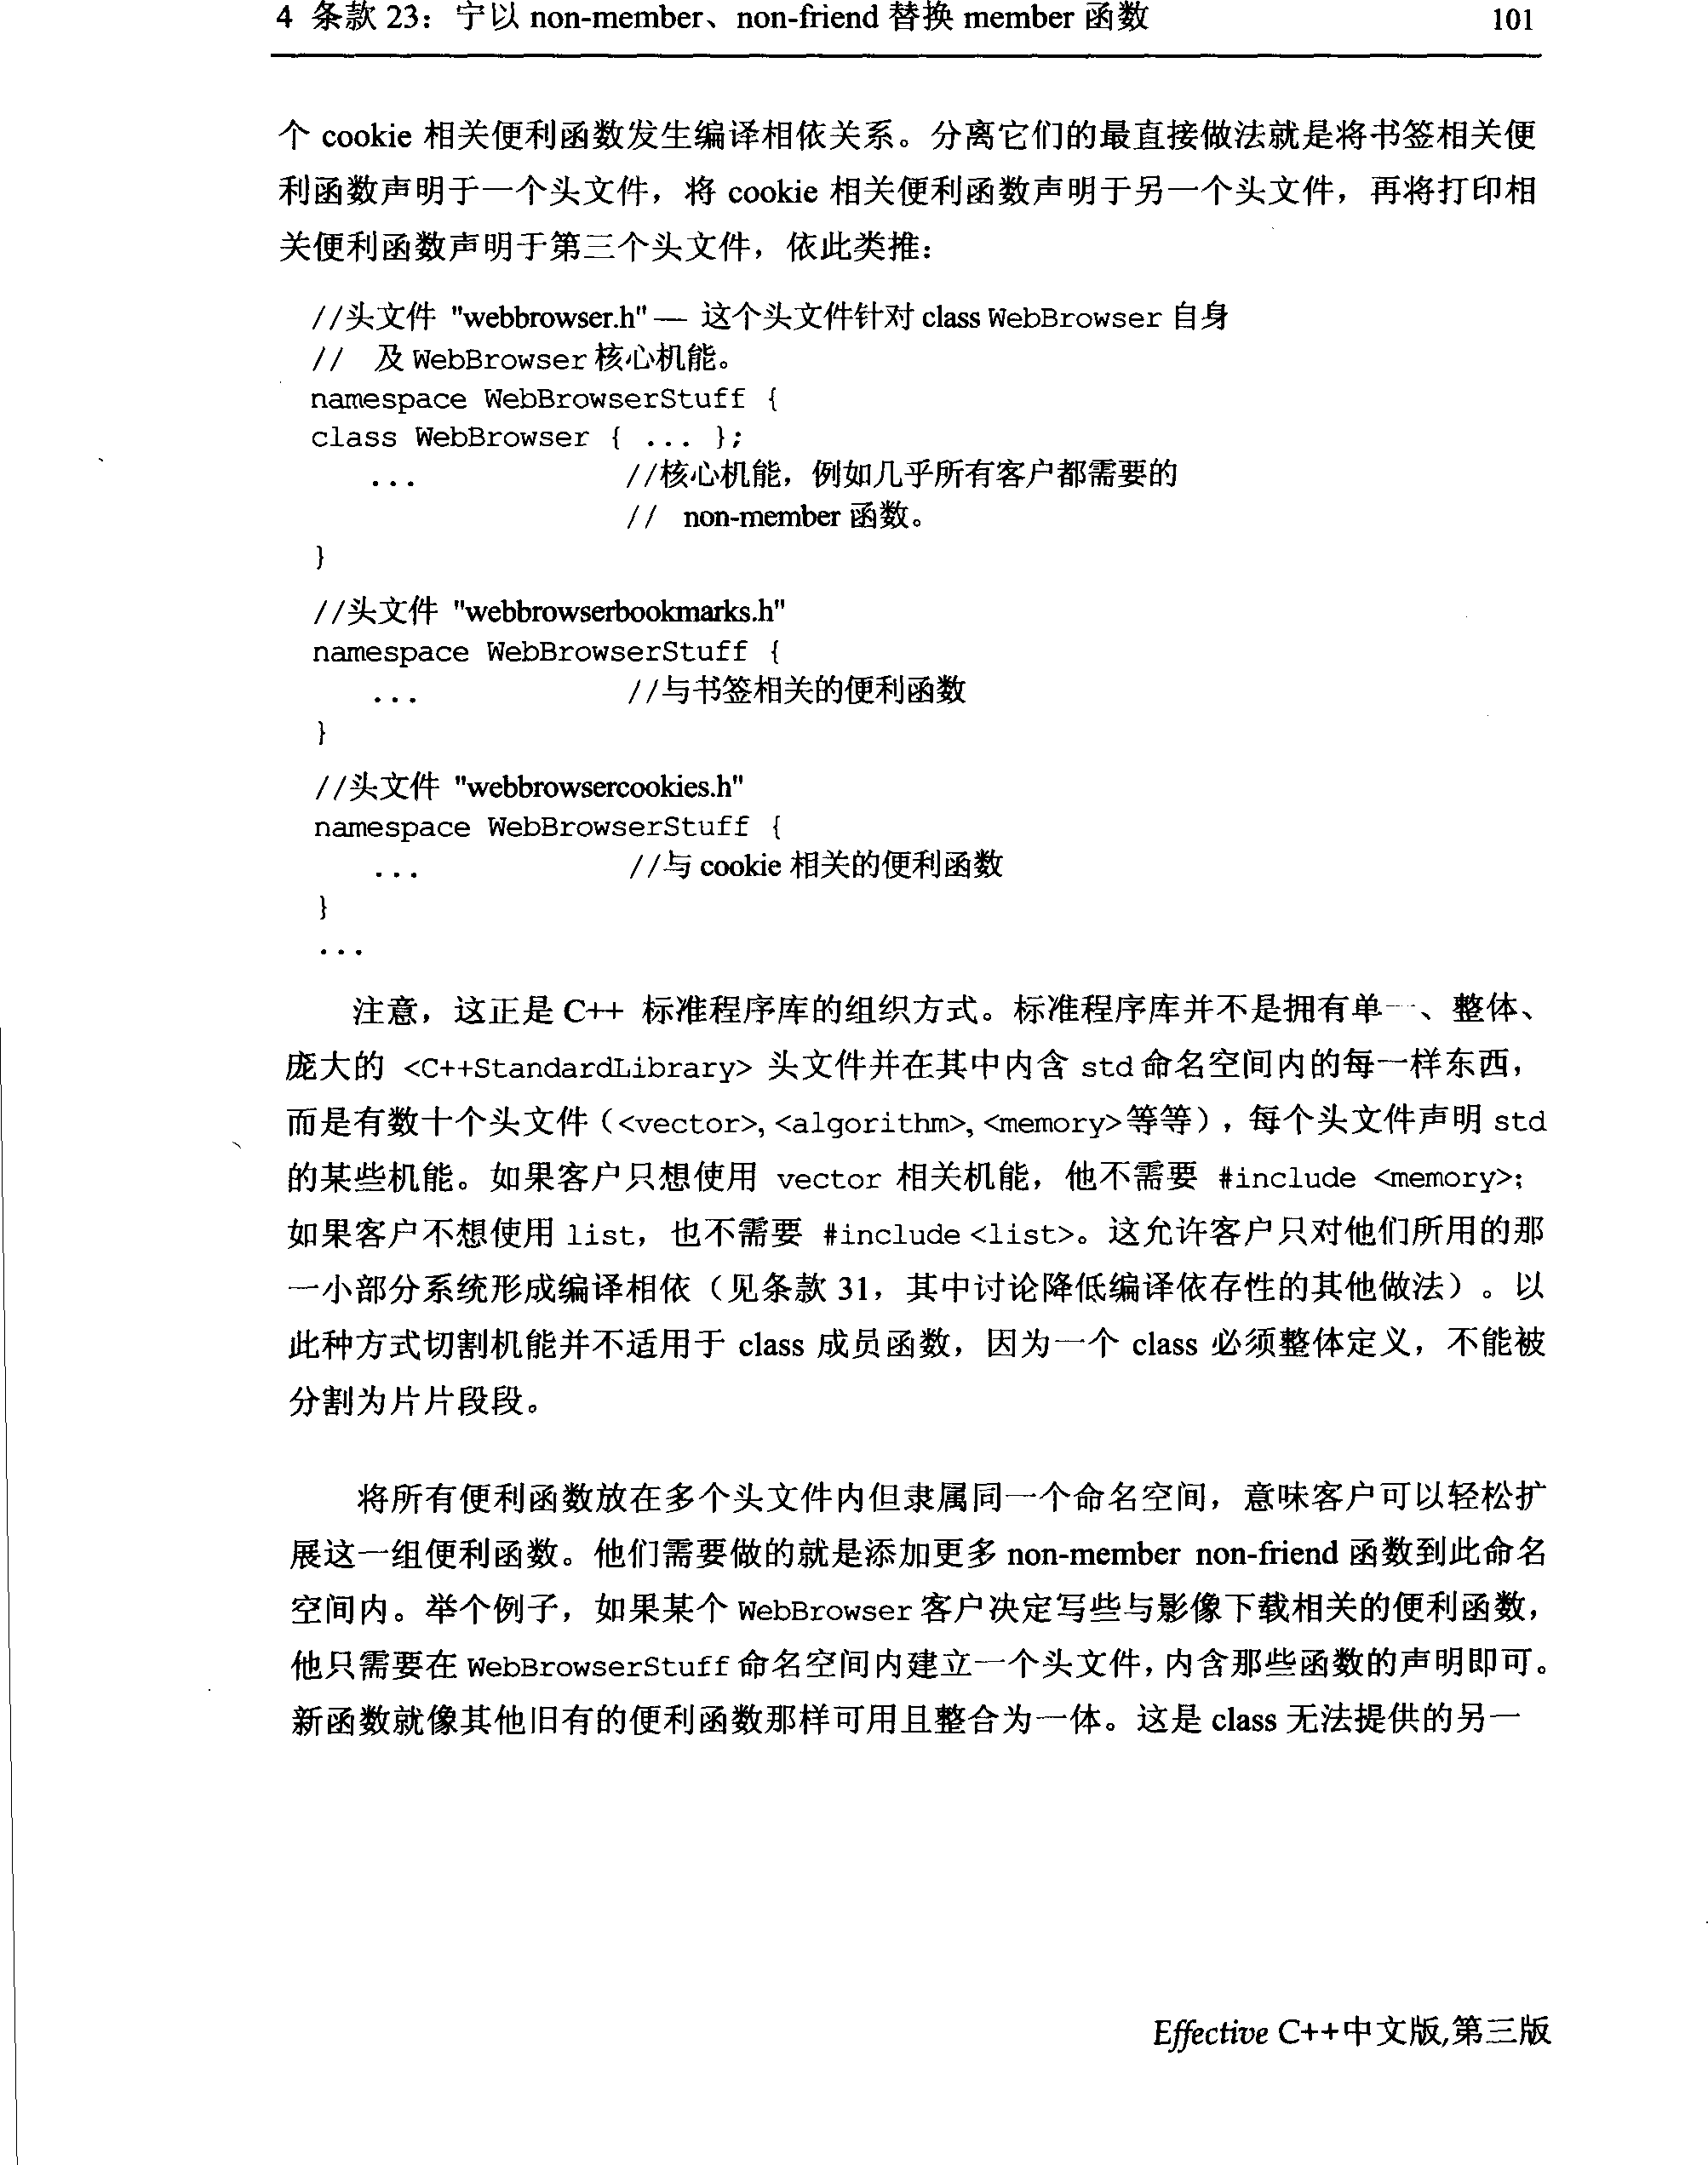 4 条款 23：宁以 non-member、non-friend 替换 member 函数 101
个 cookie 相关便利函数发生编译相依关系。分离它们的最直接做法就是将书签相关便
利函数声明于一个头文件，将 cookie 相关便利函数声明于另一个头文件，再将打印相
关便利函数声明于第三个头文件，依此类推：
//头文件 "webbrowser.h" — 这个头文件针对 class WebBrowser 自身
// 及 WebBrowser 核心机能。
namespace WebBrowserStuff {
class WebBrowser { ... };
... //核心机能，例如几乎所有客户都需要的
// non-member 函数。
}
//头文件 "webbrowserbookmarks.h"
namespace WebBrowserStuff {
... //与书签相关的便利函数
}
//头文件 "webbrowsercookies.h"
namespace WebBrowserStuff {
... //与 cookie 相关的便利函数
}
...
注意，这正是 C++ 标准程序库的组织方式。标准程序库并不是拥有单一、整体、
庞大的 <C++StandardLibrary> 头文件并在其中内含 std 命名空间内的每一样东西，
而是有数十个头文件（<vector>, <algorithm>, <memory>等等），每个头文件声明 std
的某些机能。如果客户只想使用 vector 相关机能，他不需要 #include <memory>;
如果客户不想使用 list，也不需要 #include <list>。这允许客户只对他们所用的那
一小部分系统形成编译相依（见条款 31，其中讨论降低编译依存性的其他做法）。以
此种方式切割机能并不适用于 class 成员函数，因为一个 class 必须整体定义，不能被
分割为片片段段。
将所有便利函数放在多个头文件内但隶属同一个命名空间，意味客户可以轻松扩
展这一组便利函数。他们需要做的就是添加更多 non-member non-friend 函数到此命名
空间内。举个例子，如果某个 WebBrowser 客户决定写些与影像下载相关的便利函数，
他只需要在 WebBrowserStuff 命名空间内建立一个头文件，内含那些函数的声明即可。
新函数就像其他旧有的便利函数那样可用且整合为一体。这是 class 无法提供的另一
Effective C++中文版,第三版